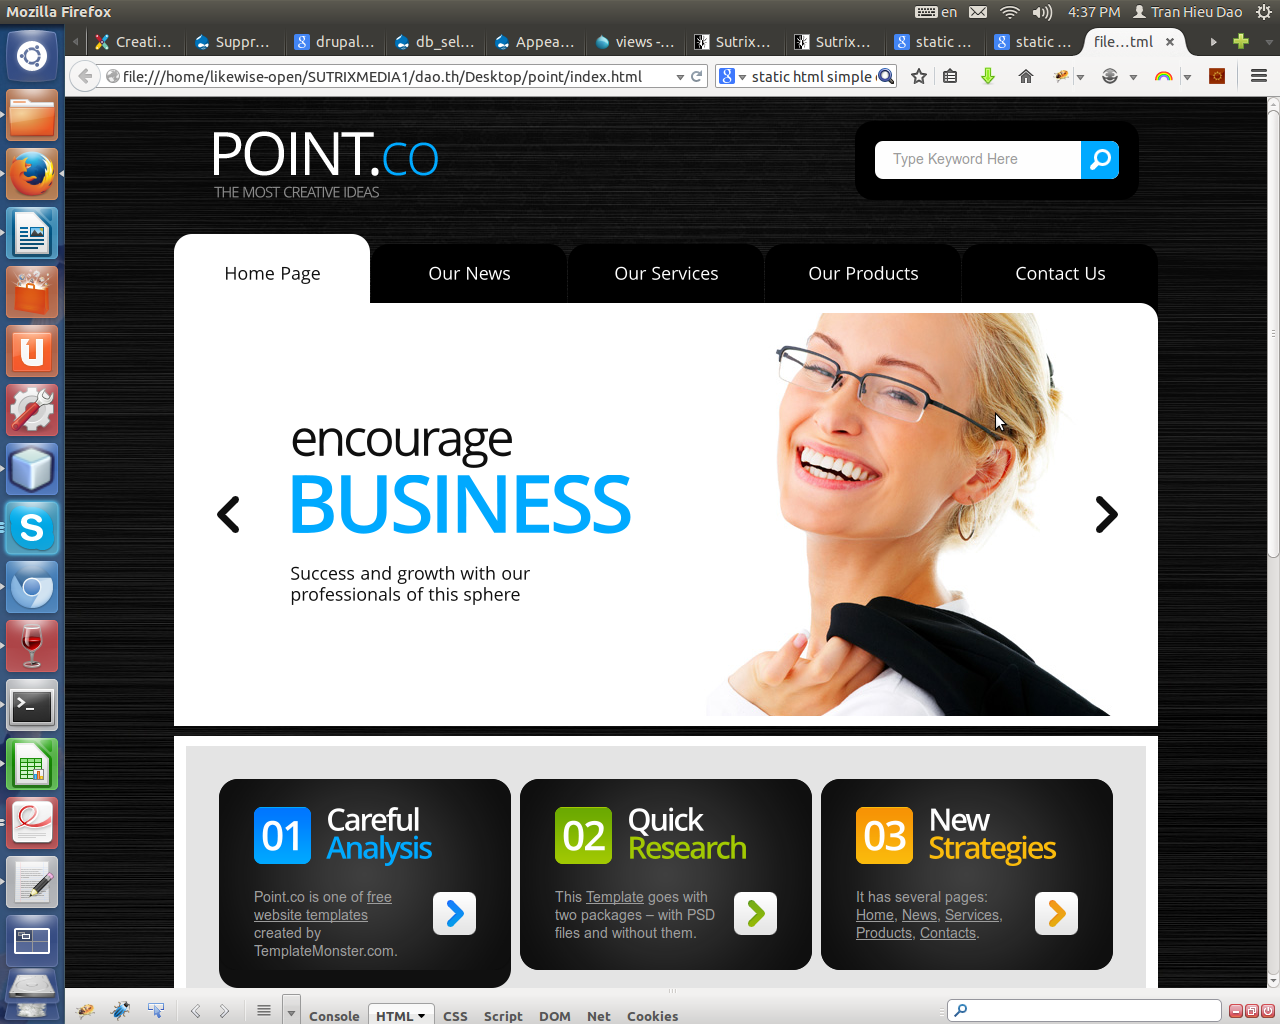 Mozilla Firefox
en
4:37 PM
Tran Hieu Dao
Creati...
Suppr...
drupal...
db_sel...
Appea...
views -...
Sutrix...
Sutrix...
static ...
static ...
file...tml
file:///home/likewise-open/SUTRIXMEDIA1/dao.th/Desktop/point/index.html
static html simple
POINT.CO
THE MOST CREATIVE IDEAS
Type Keyword Here
Home Page
Our News
Our Services
Our Products
Contact Us
encourage
BUSINESS
Success and growth with our
professionals of this sphere
01
Careful
Analysis
Point.co is one of free
website templates
created by
TemplateMonster.com.
02
Quick
Research
This Template goes with
two packages – with PSD
files and without them.
03
New
Strategies
It has several pages:
Home, News, Services,
Products, Contacts.
Console
HTML
CSS
Script
DOM
Net
Cookies